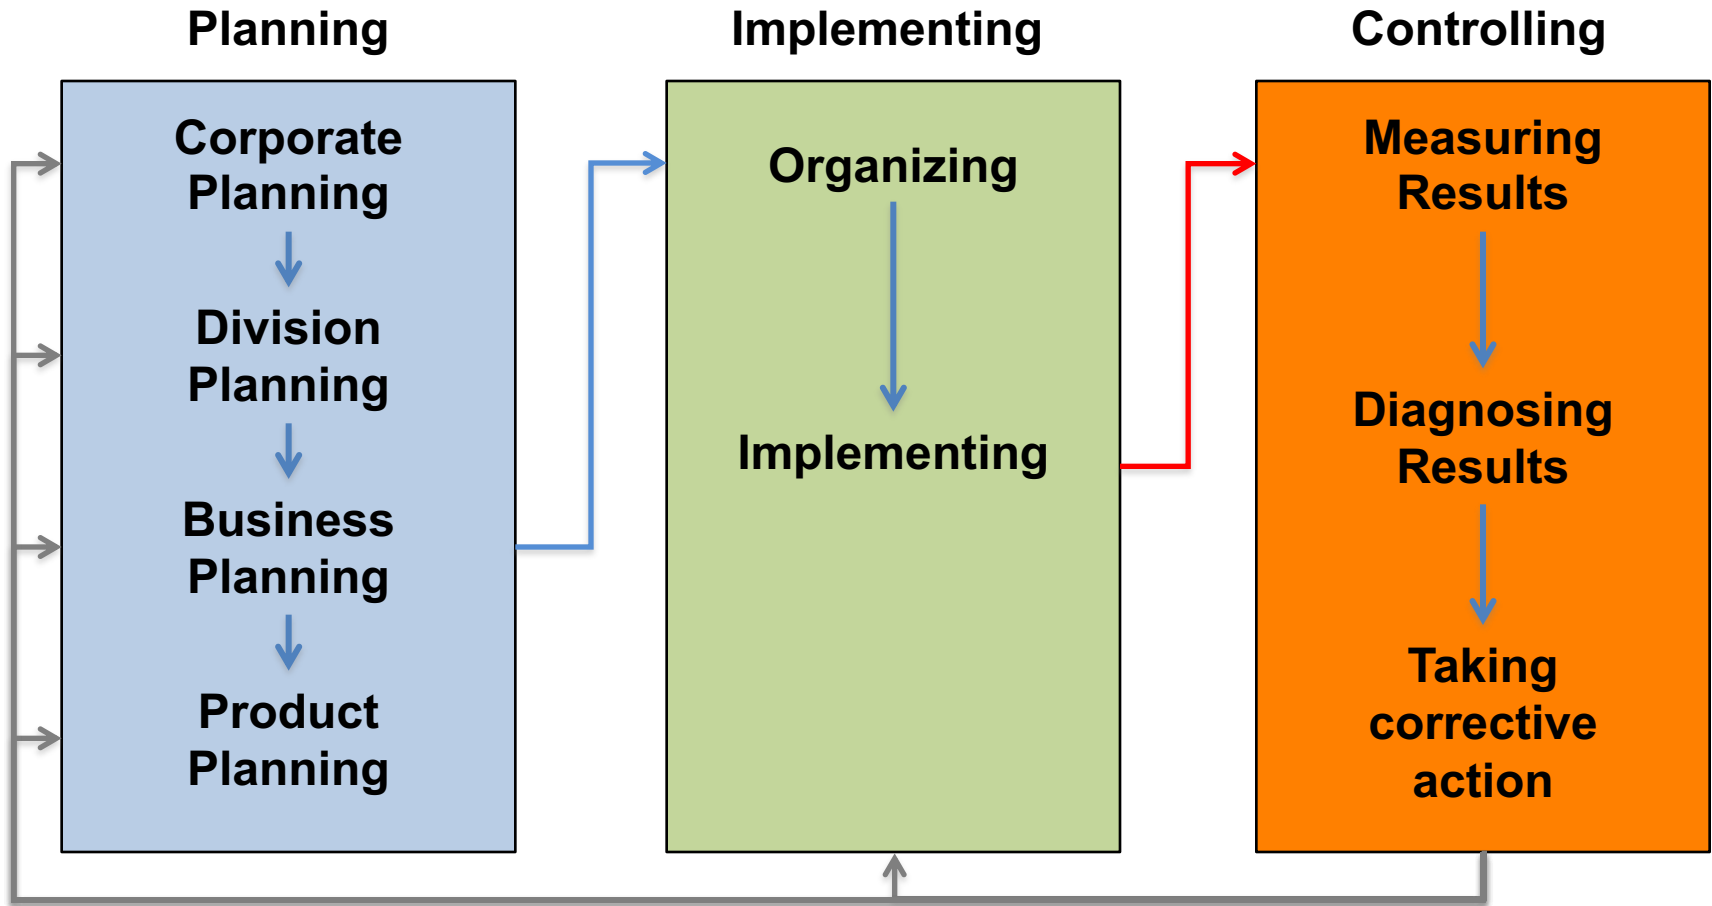 Planning
Corporate
Planning
Division
Planning
Business
Planning
Product
Planning
Implementing
Organizing
Implementing
Controlling
Measuring
Results
Diagnosing
Results
Taking
corrective
action